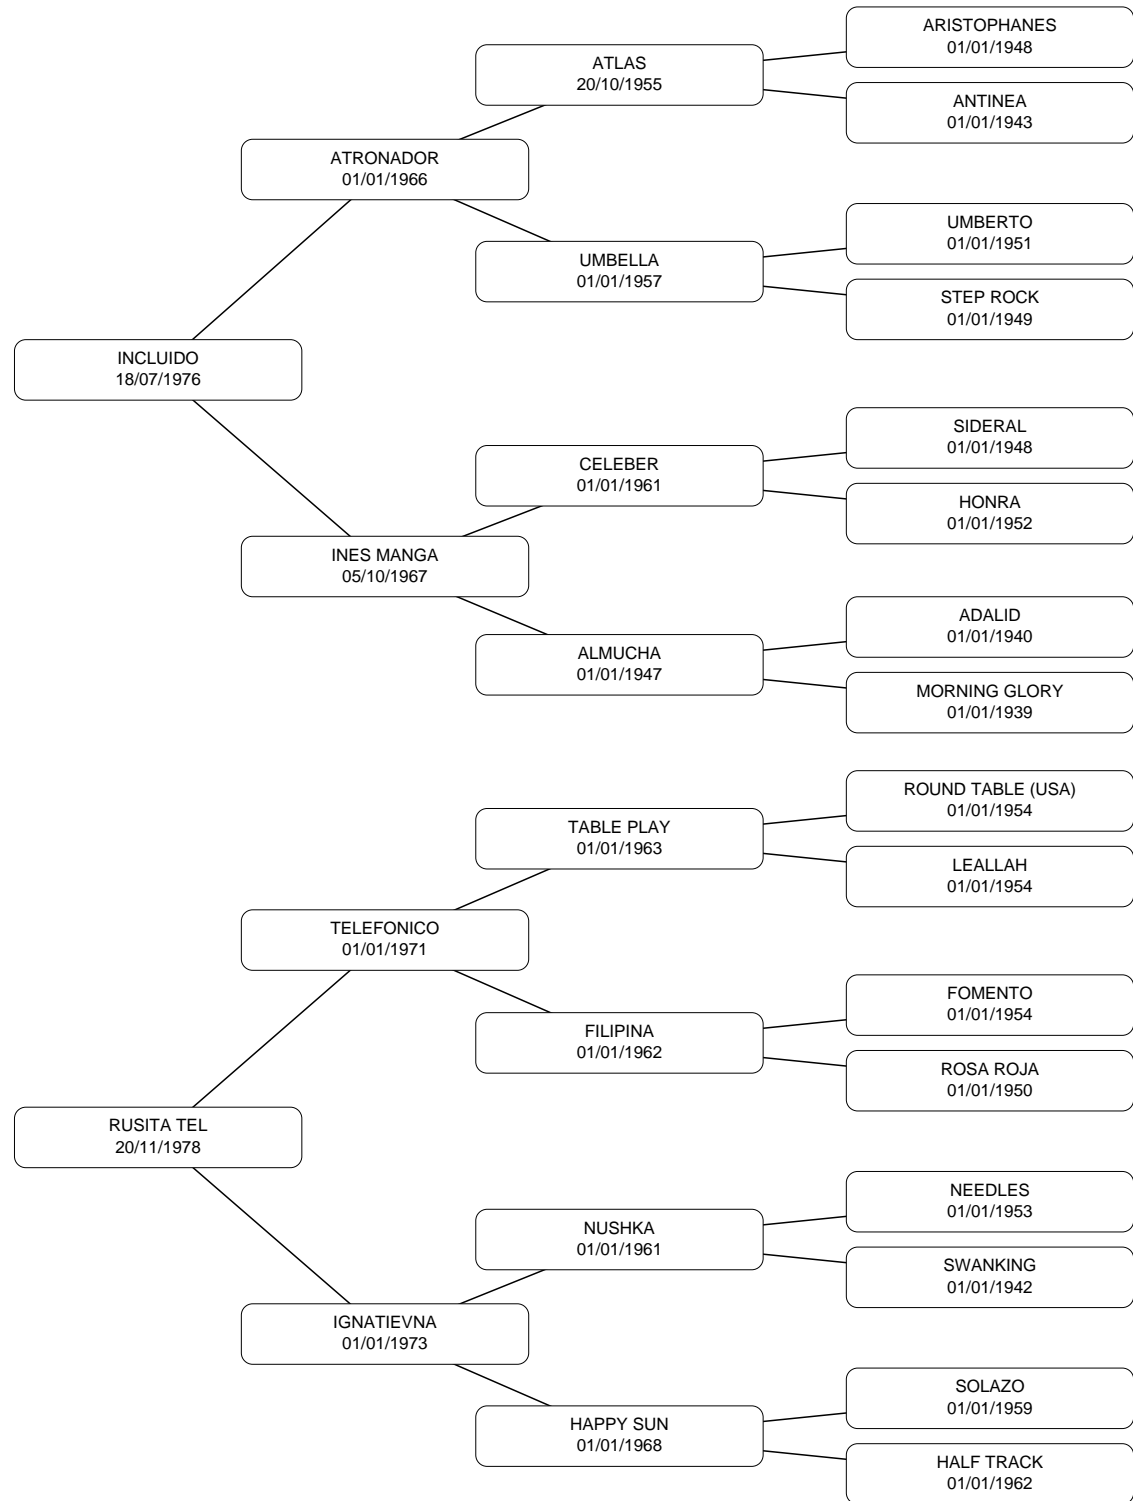 ARISTOPHANES
01/01/1948
ATLAS
20/10/1955
ANTINEA
01/01/1943
ATRONADOR
01/01/1966
UMBERTO
01/01/1951
UMBELLA
01/01/1957
STEP ROCK
01/01/1949
INCLUIDO
18/07/1976
SIDERAL
01/01/1948
CELEBER
01/01/1961
HONRA
01/01/1952
INES MANGA
05/10/1967
ADALID
01/01/1940
ALMUCHA
01/01/1947
MORNING GLORY
01/01/1939
ROUND TABLE (USA)
01/01/1954
TABLE PLAY
01/01/1963
LEALLAH
01/01/1954
TELEFONICO
01/01/1971
FOMENTO
01/01/1954
FILIPINA
01/01/1962
ROSA ROJA
01/01/1950
RUSITA TEL
20/11/1978
NEEDLES
01/01/1953
NUSHKA
01/01/1961
SWANKING
01/01/1942
IGNATIEVNA
01/01/1973
SOLAZO
01/01/1959
HAPPY SUN
01/01/1968
HALF TRACK
01/01/1962